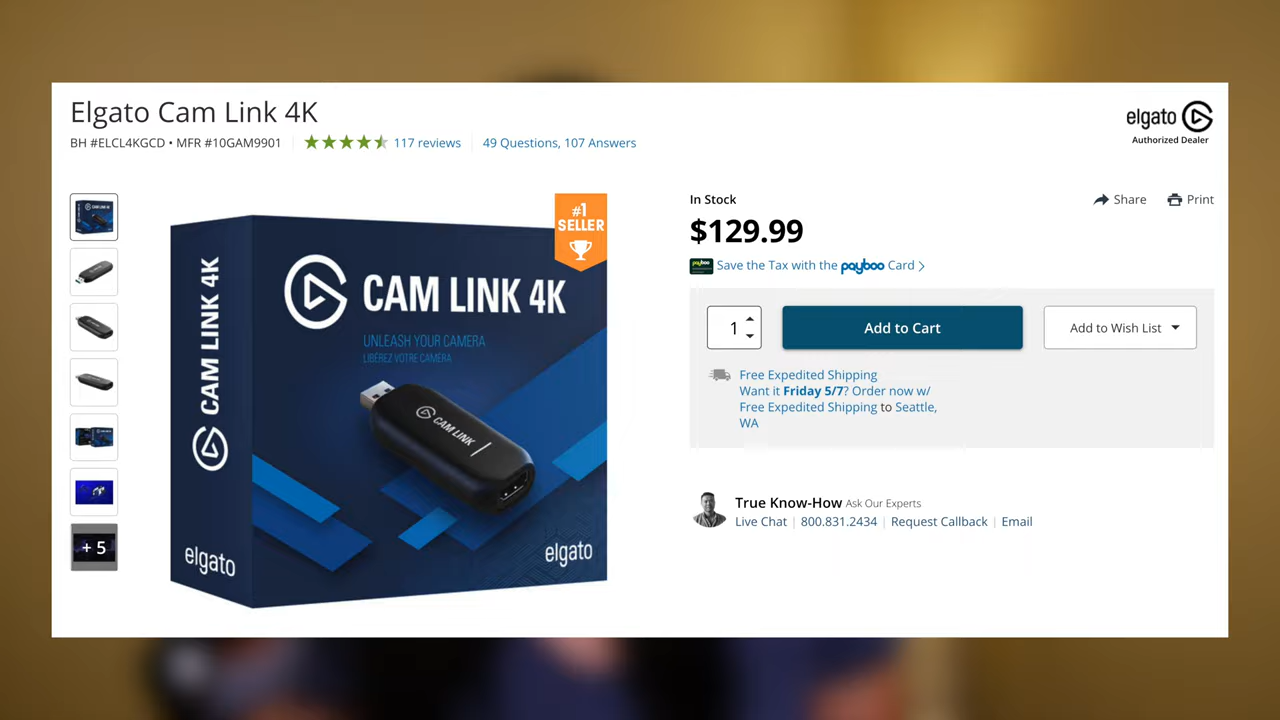 Elgato Cam Link 4K
BH #ELCL4KGCD • MFR #10GAM9901
117 reviews
49 Questions, 107 Answers
elgato
Authorized Dealer
#1
SELLER
CAM LINK 4K
elgato
CAM LINK 4K
UNLEASH YOUR CAMERA
LIBÉREZ VOTRE CAMÉRA
CAM LINK
elgato
+ 5
In Stock
Share
Print
$129.99
payboo
Save the Tax with the payboo Card >
1
Add to Cart
Add to Wish List
Free Expedited Shipping
Want it Friday 5/7? Order now w/
Free Expedited Shipping to Seattle,
WA
True Know-How Ask Our Experts
Live Chat | 800.831.2434 | Request Callback | Email